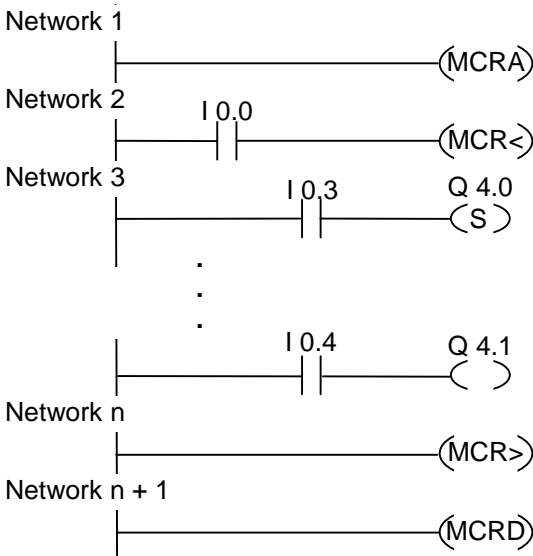 Network 1
(MCRA)
Network 2
I 0.0
(MCR<)
Network 3
I 0.3 Q 4.0
(S)
I 0.4 Q 4.1
( )
Network n
(MCR>)
Network n + 1
(MCRD)